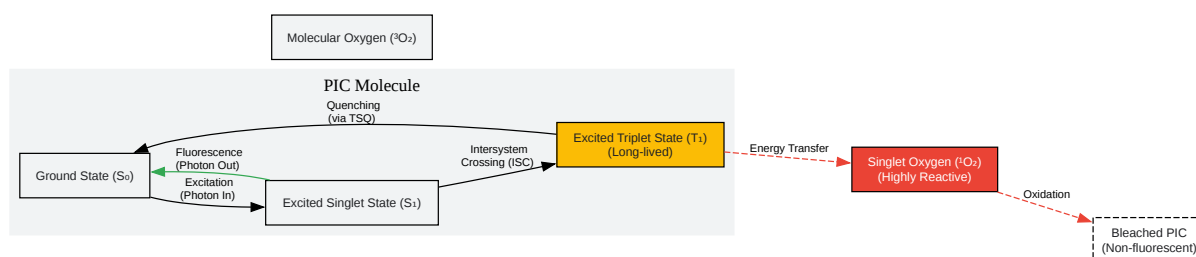 Molecular Oxygen (³O₂)
PIC Molecule
Quenching
(via TSQ)
Excited Triplet State (T₁)
(Long-lived)
Intersystem
Crossing (ISC)
Energy Transfer
Fluorescence
(Photon Out)
Singlet Oxygen (¹O₂)
(Highly Reactive)
Ground State (S₀)
Excitation
(Photon In)
Excited Singlet State (S₁)
Oxidation
Bleached PIC
(Non-fluorescent)